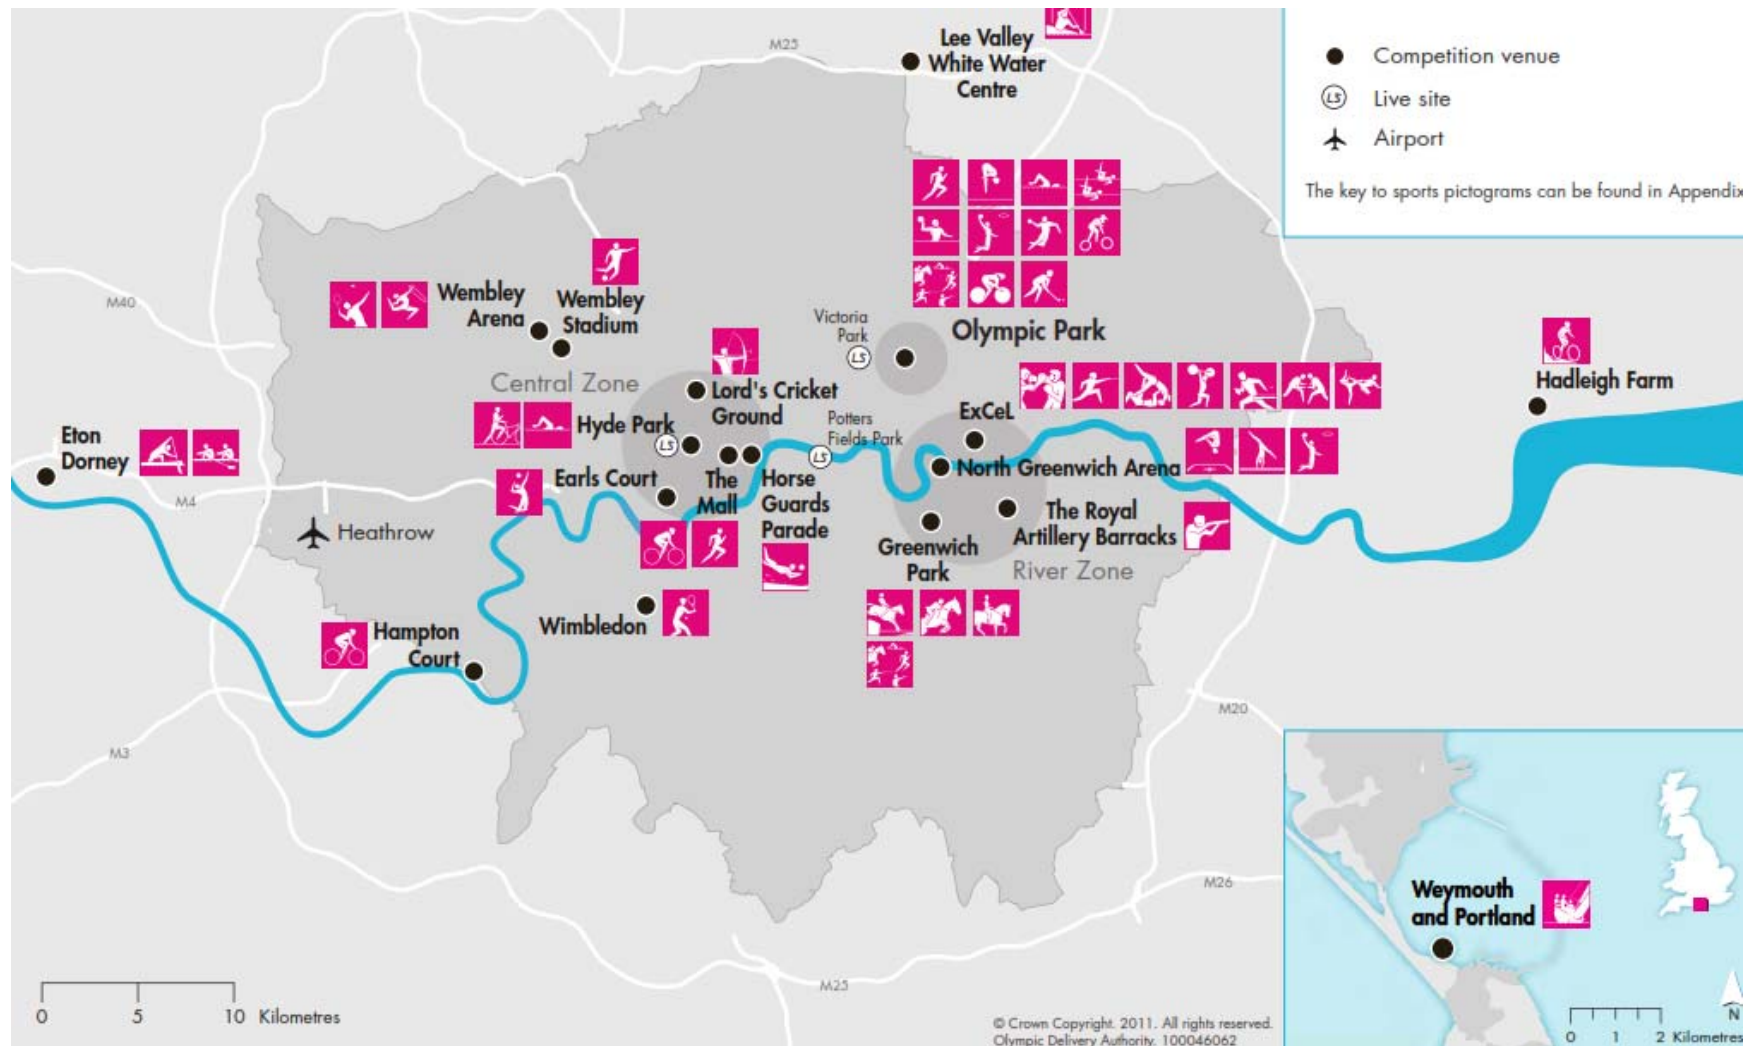 M25
Lee Valley
White Water
Centre
Competition venue
LS Live site
Airport
The key to sports pictograms can be found in Appendix
M40
Wembley
Arena
Wembley
Stadium
Victoria
Park
LS
Olympic Park
Central Zone
Lord's Cricket
Ground
Hadleigh Farm
Hyde Park
LS
Potters
Fields Park
LS
ExCeL
Eton
Dorney
M4
Earls Court
The
Mall
Horse
Guards
Parade
North Greenwich Arena
The Royal
Artillery Barracks
Heathrow
Greenwich
Park
River Zone
Wimbledon
Hampton
Court
M20
M3
M26
Weymouth
and Portland
M25
0 5 10 Kilometres
© Crown Copyright. 2011. All rights reserved.
Olympic Delivery Authority. 100046062
N
0 1 2 Kilometres